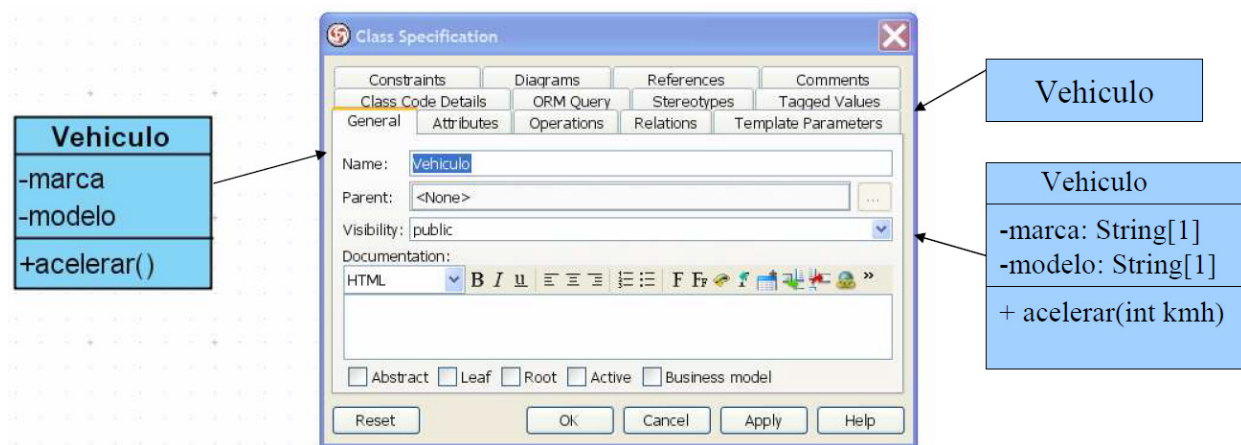 Vehiculo
-marca
-modelo
+acelerar()
Class Specification
Constraints Diagrams References Comments
Class Code Details ORM Query Stereotypes Tagged Values
General Attributes Operations Relations Template Parameters
Name: Vehiculo
Parent: <None> ...
Visibility: public
Documentation:
HTML B I u F FF f »
Abstract Leaf Root Active Business model
Reset OK Cancel Apply Help
Vehiculo
Vehiculo
-marca: String[1]
-modelo: String[1]
+ acelerar(int kmh)